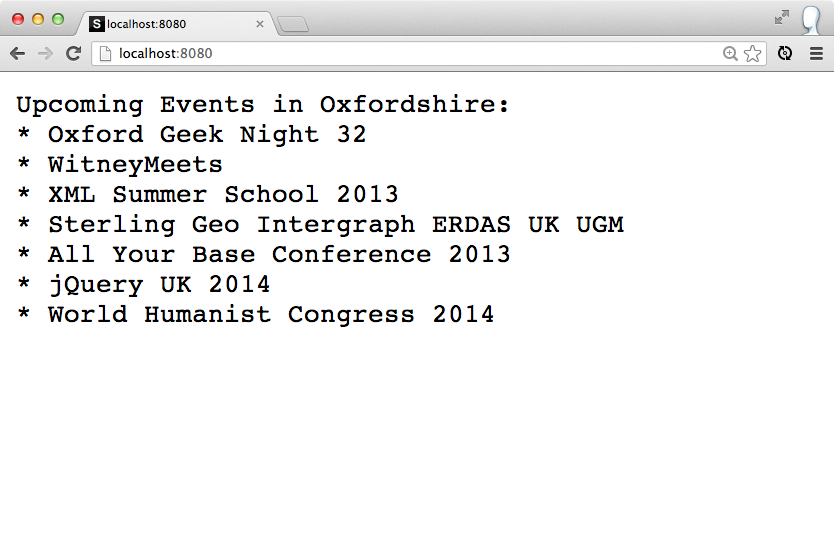 S localhost:8080
localhost:8080
Upcoming Events in Oxfordshire:
* Oxford Geek Night 32
* WitneyMeets
* XML Summer School 2013
* Sterling Geo Intergraph ERDAS UK UGM
* All Your Base Conference 2013
* jQuery UK 2014
* World Humanist Congress 2014